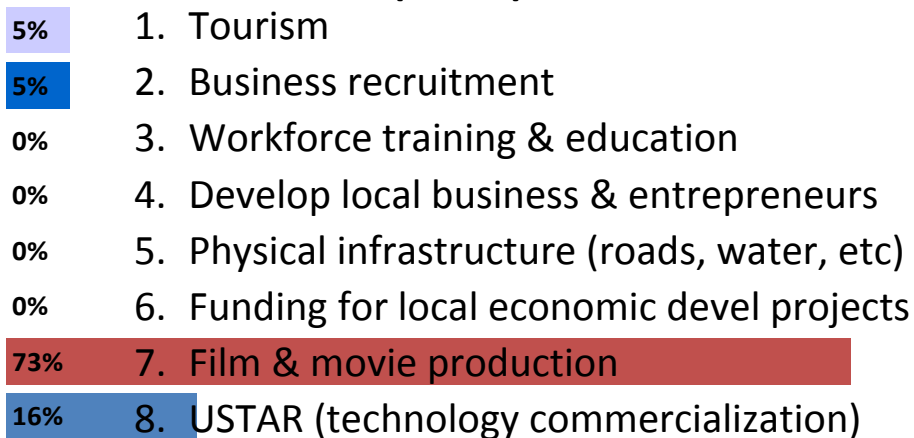 5% 1. Tourism
5% 2. Business recruitment
0% 3. Workforce training & education
0% 4. Develop local business & entrepreneurs
0% 5. Physical infrastructure (roads, water, etc)
0% 6. Funding for local economic devel projects
73% 7. Film & movie production
16% 8. USTAR (technology commercialization)